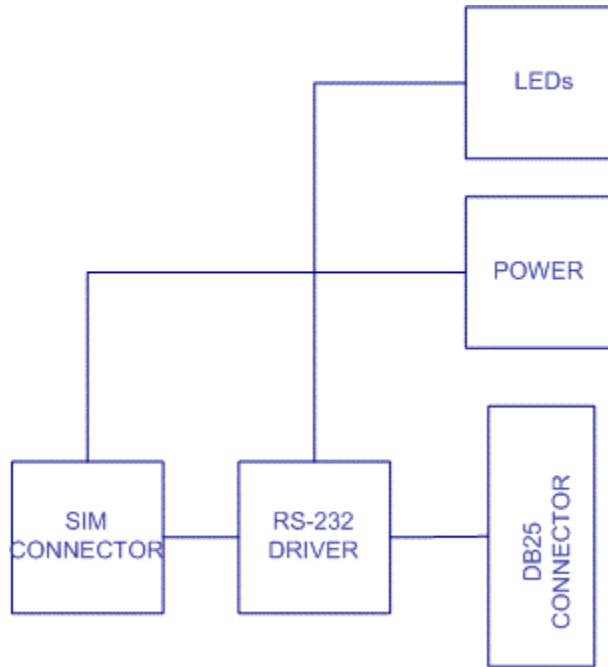 LEDs
POWER
SIM
CONNECTOR
RS-232
DRIVER
DB25
CONNECTOR